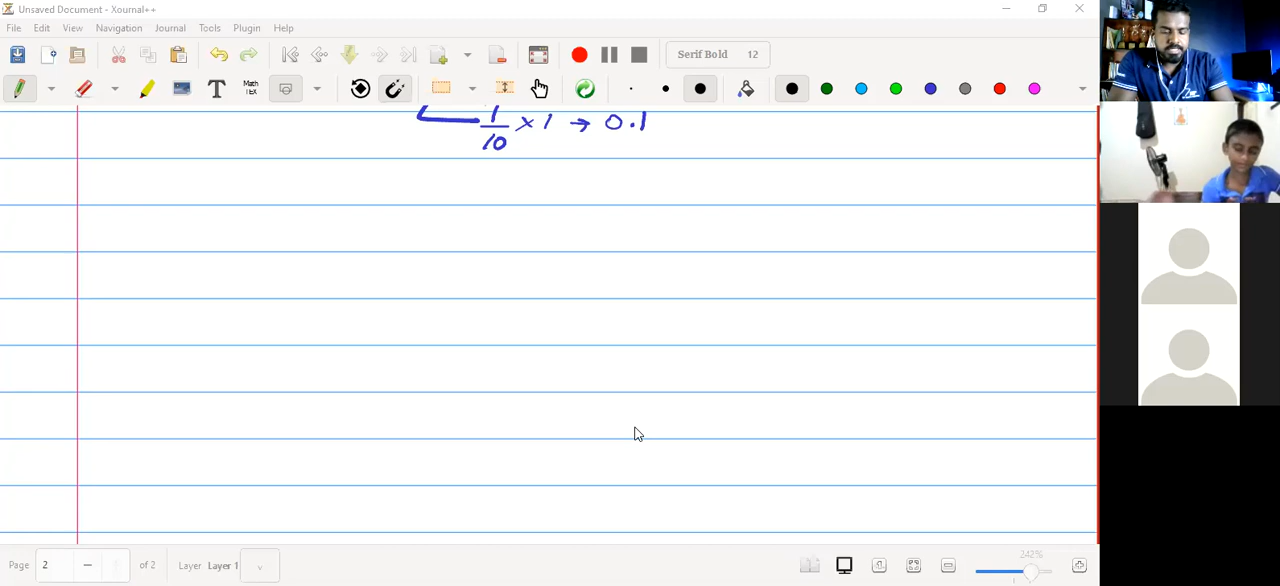 Unsaved Document - Xournal++
File Edit View Navigation Journal Tools Plugin Help
Serif Bold 12
Math
TEX
1
10 × 1 → 0.1
Page 2 of 2 Layer Layer 1 242%